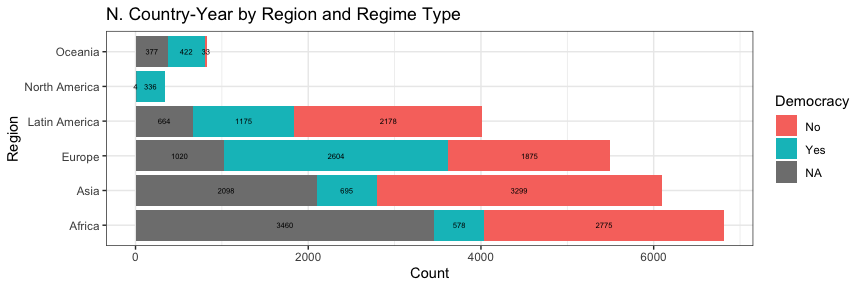 N. Country-Year by Region and Regime Type
Oceania 377 422 33
North America 4 336
Latin America 664 1175 2178
Europe 1020 2604 1875
Asia 2098 695 3299
Africa 3460 578 2775
0 2000 4000 6000
Count
Region
Democracy
No
Yes
NA